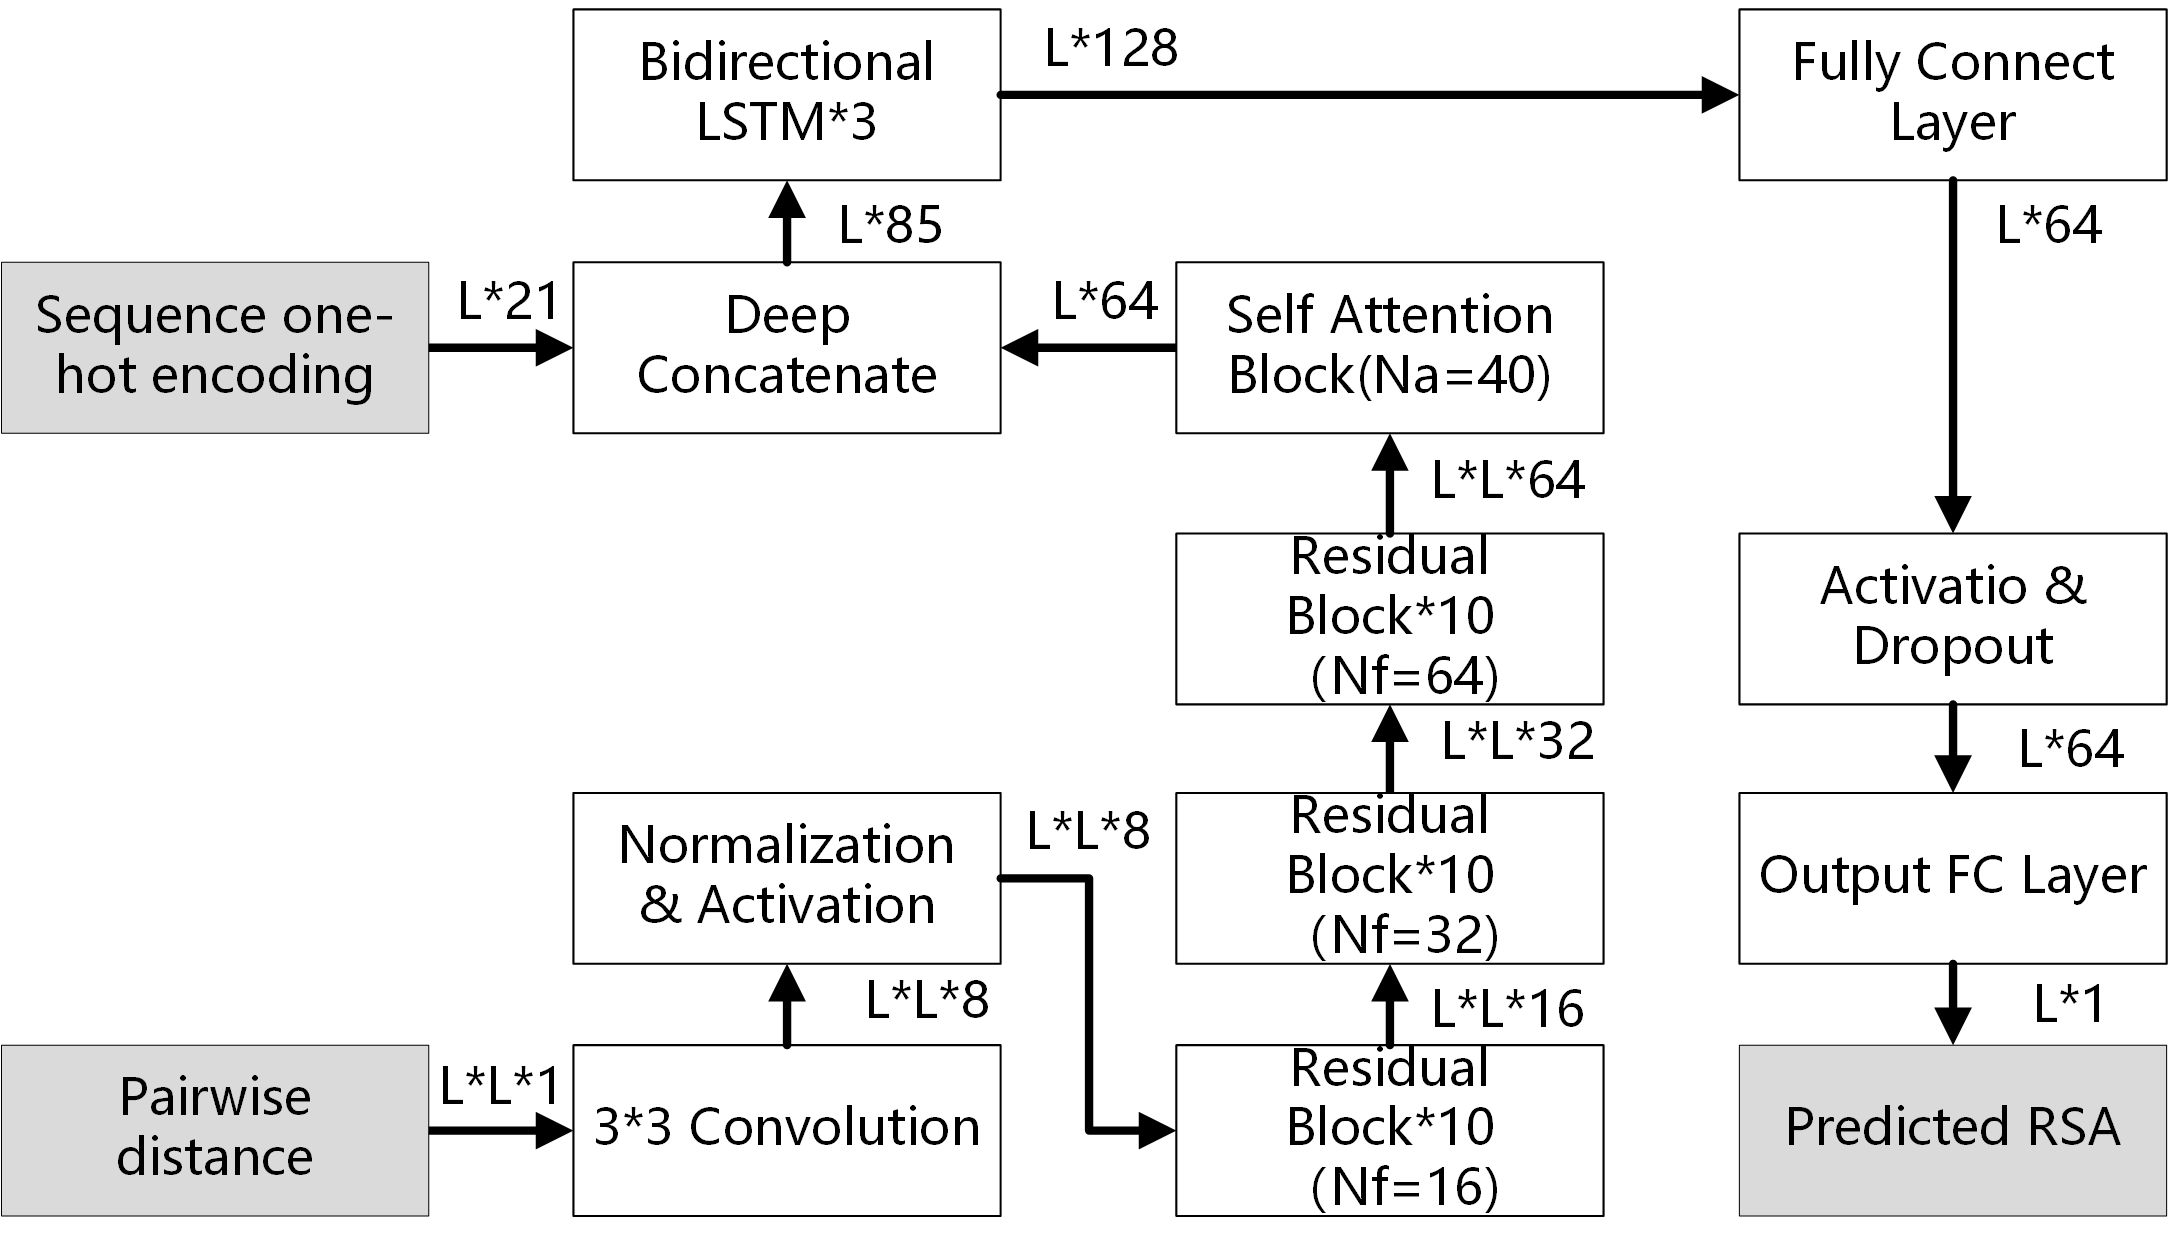 Bidirectional
LSTM*3
L*128
Fully Connect
Layer
L*85
L*64
Sequence one-
hot encoding
L*21
Deep
Concatenate
L*64
Self Attention
Block(Na=40)
L*L*64
Residual
Block*10
(Nf=64)
Activatio &
Dropout
L*L*32
L*64
Normalization
& Activation
L*L*8
Residual
Block*10
(Nf=32)
Output FC Layer
L*L*8
L*L*16
L*1
Pairwise
distance
L*L*1
3*3 Convolution
Residual
Block*10
(Nf=16)
Predicted RSA